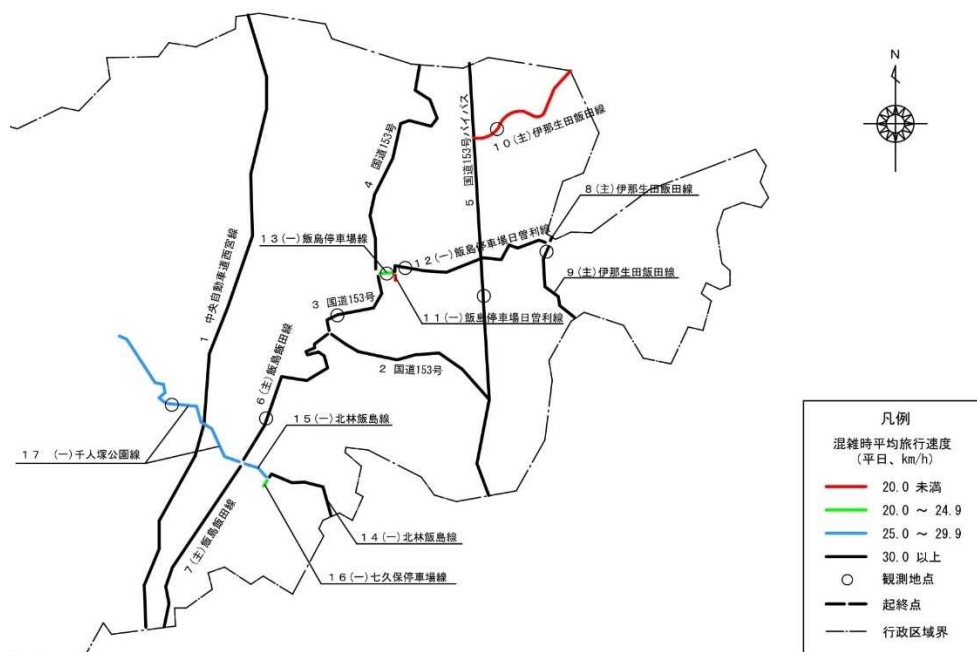 N
10(主)伊那生田飯田線
4 国道153号
5 国道153号バイパス
8(主)伊那生田飯田線
13(一)飯島停車場線
12(一)飯島停車場日曽利線
1 中央自動車道西宮線
9(主)伊那生田飯田線
3 国道153号
11(一)飯島停車場日曽利線
2 国道153号
6(主)飯島飯田線
15(一)北林飯島線
17 (一)千人塚公園線
7(主)飯島飯田線
14(一)北林飯島線
16(一)七久保停車場線
凡例
混雑時平均旅行速度
(平日、km/h)
20.0 未満
20.0 ~ 24.9
25.0 ~ 29.9
30.0 以上
観測地点
起終点
行政区域界